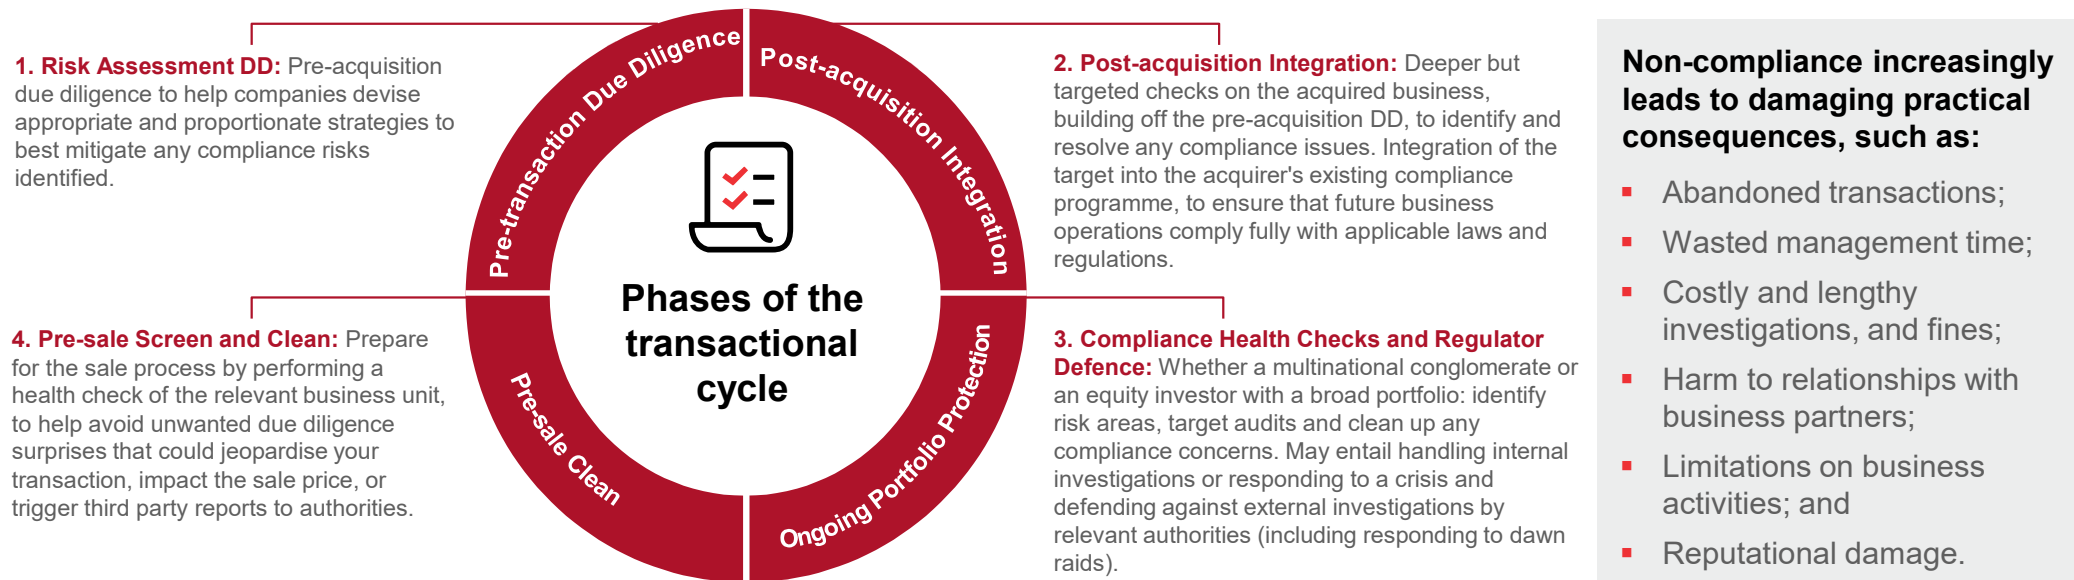 1. Risk Assessment DD: Pre-acquisition
due diligence to help companies devise
appropriate and proportionate strategies to
best mitigate any compliance risks
identified.
Pre-transaction Due Diligence
Post-acquisition Integration
2. Post-acquisition Integration: Deeper but
targeted checks on the acquired business,
building off the pre-acquisition DD, to identify and
resolve any compliance issues. Integration of the
target into the acquirer's existing compliance
programme, to ensure that future business
operations comply fully with applicable laws and
regulations.
Phases of the
transactional
cycle
4. Pre-sale Screen and Clean: Prepare
for the sale process by performing a
health check of the relevant business unit,
to help avoid unwanted due diligence
surprises that could jeopardise your
transaction, impact the sale price, or
trigger third party reports to authorities.
Pre-sale Clean
Ongoing Portfolio Protection
3. Compliance Health Checks and Regulator
Defence: Whether a multinational conglomerate or
an equity investor with a broad portfolio: identify
risk areas, target audits and clean up any
compliance concerns. May entail handling internal
investigations or responding to a crisis and
defending against external investigations by
relevant authorities (including responding to dawn
raids).
Non-compliance increasingly
leads to damaging practical
consequences, such as:
▪ Abandoned transactions;
▪ Wasted management time;
▪ Costly and lengthy
investigations, and fines;
▪ Harm to relationships with
business partners;
▪ Limitations on business
activities; and
▪ Reputational damage.